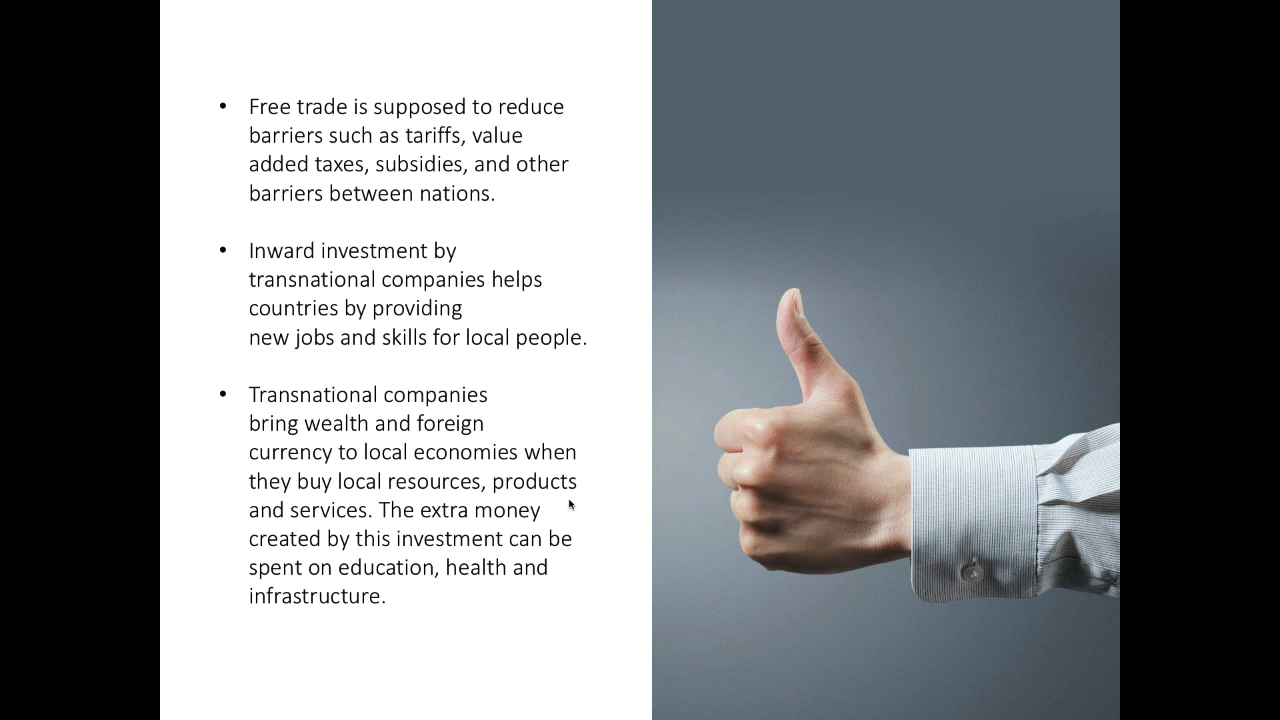 • Free trade is supposed to reduce
barriers such as tariffs, value
added taxes, subsidies, and other
barriers between nations.
• Inward investment by
transnational companies helps
countries by providing
new jobs and skills for local people.
• Transnational companies
bring wealth and foreign
currency to local economies when
they buy local resources, products
and services. The extra money
created by this investment can be
spent on education, health and
infrastructure.